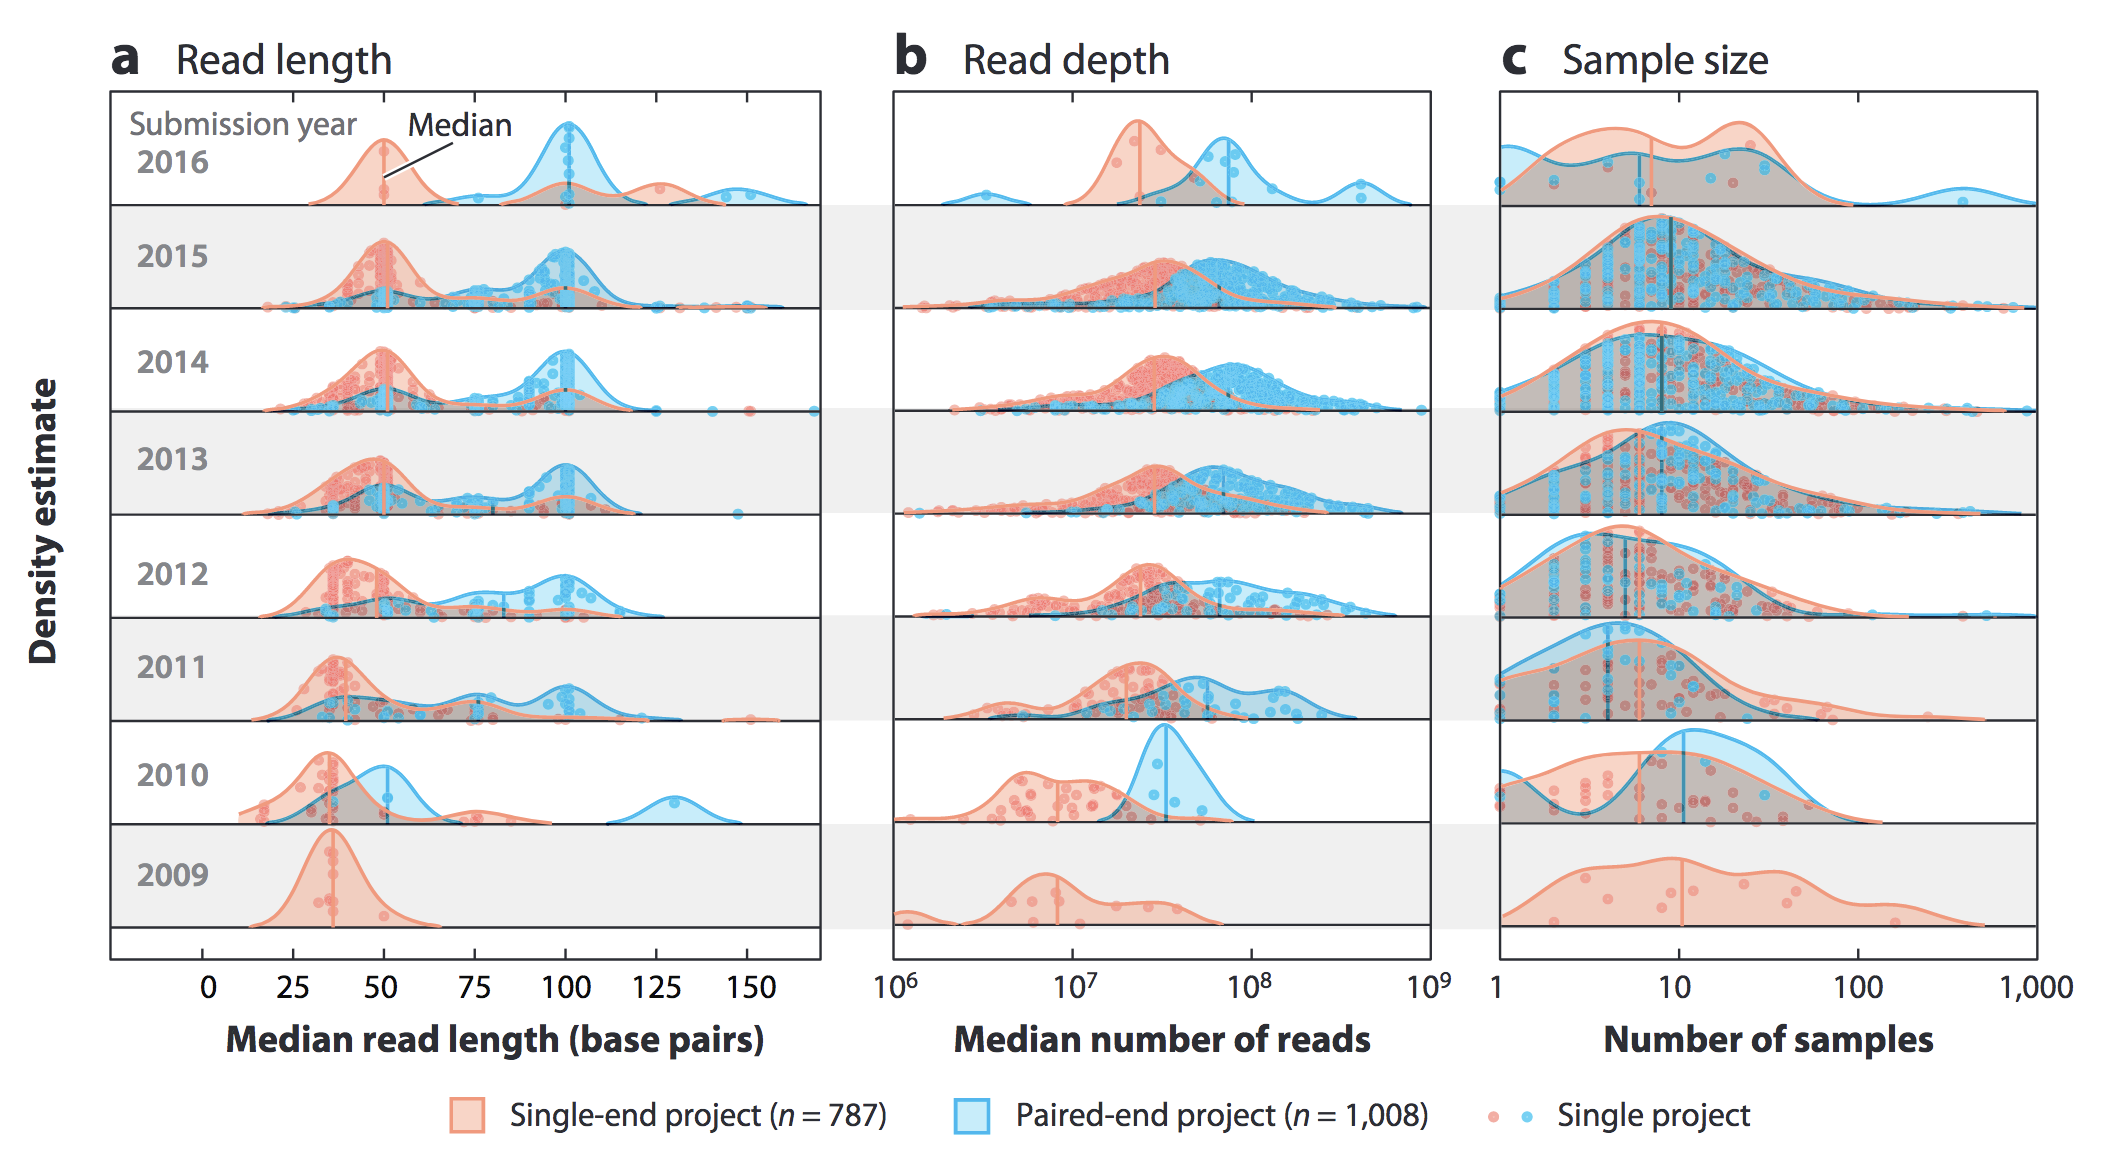 a Read length
b Read depth
c Sample size
Submission year
Median
2016
2015
2014
2013
2012
2011
2010
2009
Density estimate
0 25 50 75 100 125 150
10⁶ 10⁷ 10⁸ 10⁹
1 10 100 1,000
Median read length (base pairs)
Median number of reads
Number of samples
Single-end project (n = 787)
Paired-end project (n = 1,008)
Single project